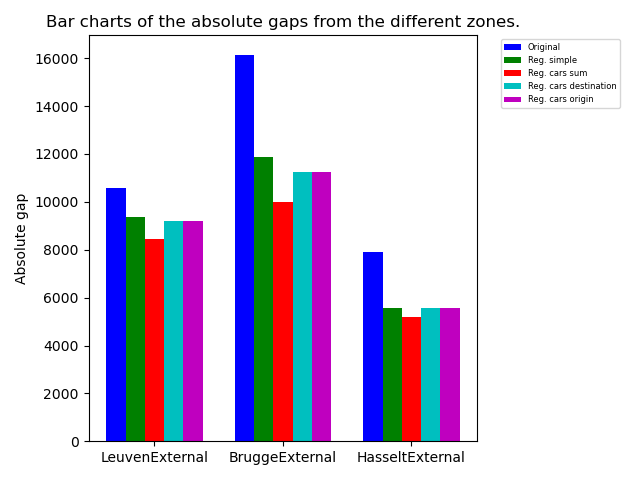 Bar charts of the absolute gaps from the different zones.
Original
Reg. simple
Reg. cars sum
Reg. cars destination
Reg. cars origin
Absolute gap
16000
14000
12000
10000
8000
6000
4000
2000
0
LeuvenExternal BruggeExternal HasseltExternal